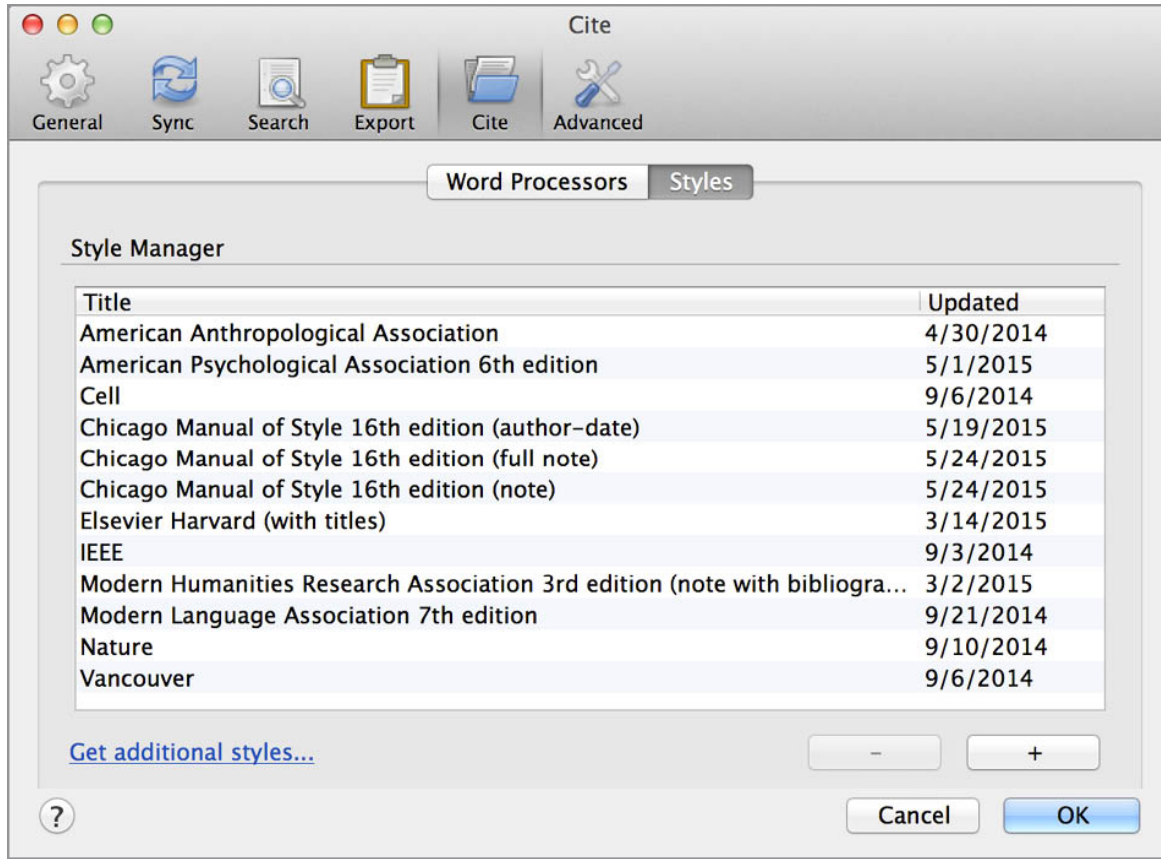 Cite
General Sync Search Export Cite Advanced
Word Processors Styles
Style Manager
Title Updated
American Anthropological Association 4/30/2014
American Psychological Association 6th edition 5/1/2015
Cell 9/6/2014
Chicago Manual of Style 16th edition (author-date) 5/19/2015
Chicago Manual of Style 16th edition (full note) 5/24/2015
Chicago Manual of Style 16th edition (note) 5/24/2015
Elsevier Harvard (with titles) 3/14/2015
IEEE 9/3/2014
Modern Humanities Research Association 3rd edition (note with bibliogra... 3/2/2015
Modern Language Association 7th edition 9/21/2014
Nature 9/10/2014
Vancouver 9/6/2014
Get additional styles... - +
? Cancel OK